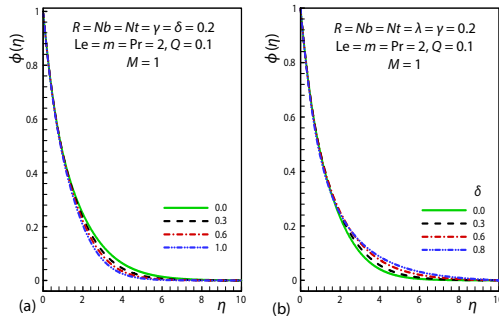 R = Nb = Nt = γ = δ = 0.2
Le = m = Pr = 2, Q = 0.1
M = 1
ϕ(η)
1
0.8
0.6
0.4
0.2
0
0.0
0.3
0.6
1.0
0
2
4
6
8
10
(a)
η
R = Nb = Nt = λ = γ = 0.2
Le = m = Pr = 2, Q = 0.1
M = 1
ϕ(η)
1
0.8
0.6
0.4
0.2
0
δ
0.0
0.3
0.6
0.8
0
2
4
6
8
10
(b)
η